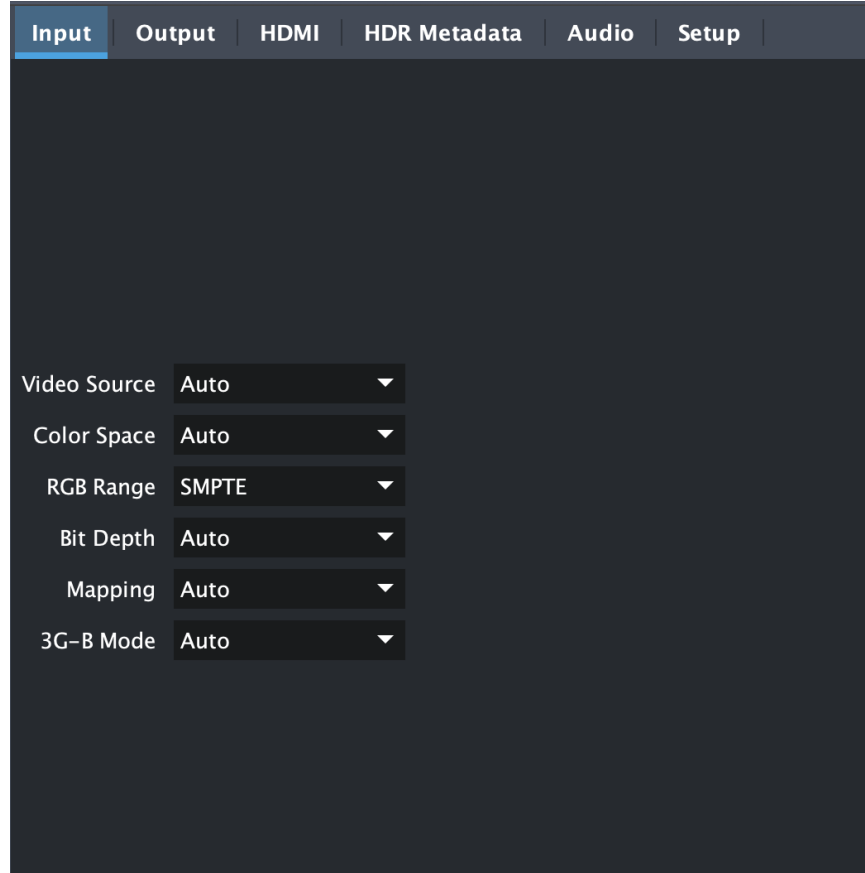 Input Output HDMI HDR Metadata Audio Setup
Video Source Auto
Color Space Auto
RGB Range SMPTE
Bit Depth Auto
Mapping Auto
3G-B Mode Auto